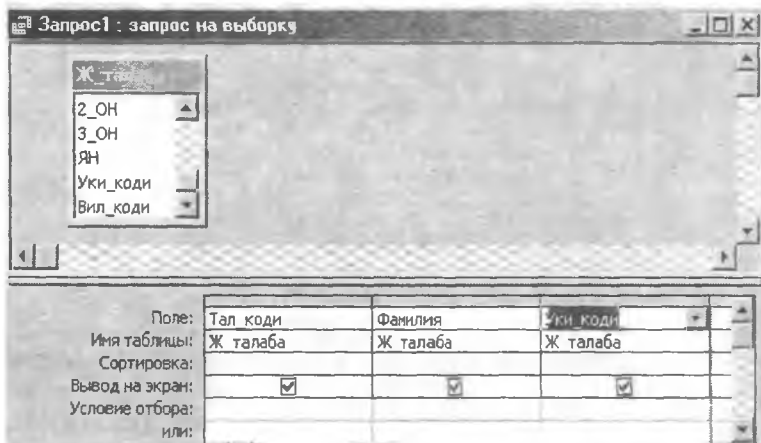 Запрос1 : запрос на выборку
Ж_тал
2_ОН
3_ОН
ЯН
Уки_коди
Вил_коди
Поле: Тал_коди Фамилия Уки_коди
Имя таблицы: Ж_талаба Ж_талаба Ж_талаба
Сортировка:
Вывод на экран:
Условие отбора:
или: